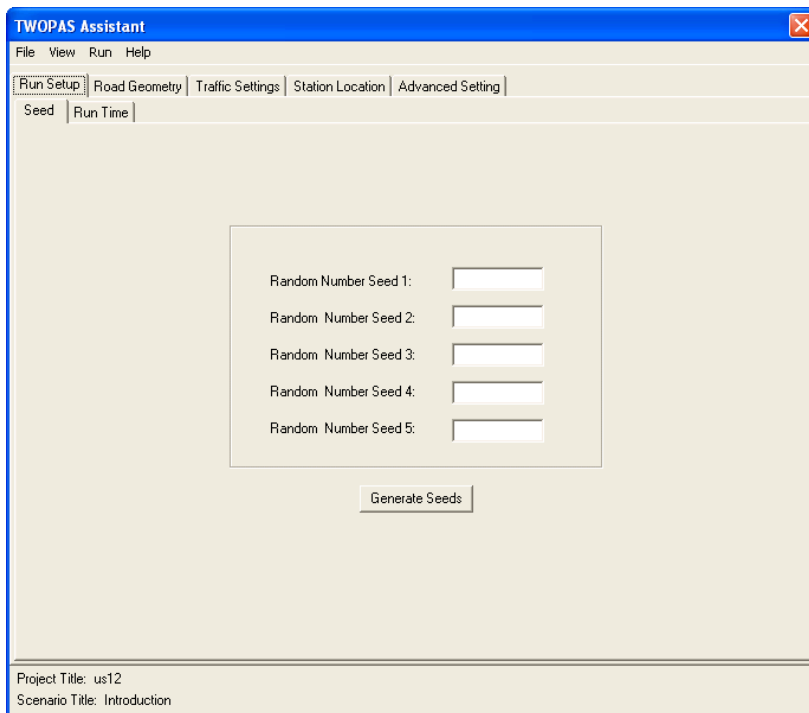 TWOPAS Assistant
File View Run Help
Run Setup Road Geometry Traffic Settings Station Location Advanced Setting
Seed Run Time
Random Number Seed 1:
Random Number Seed 2:
Random Number Seed 3:
Random Number Seed 4:
Random Number Seed 5:
Generate Seeds
Project Title: us12
Scenario Title: Introduction